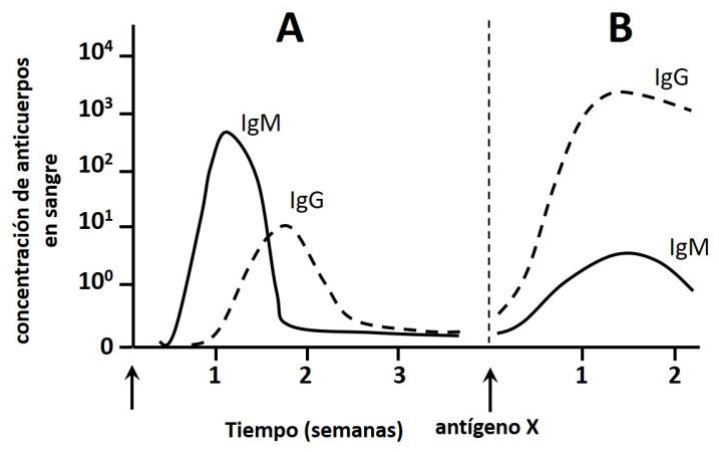 A
B
concentración de anticuerpos
en sangre
10⁴
10³
10²
10¹
10⁰
0
IgM
IgG
IgG
IgM
1
2
3
1
2
Tiempo (semanas)
antígeno X